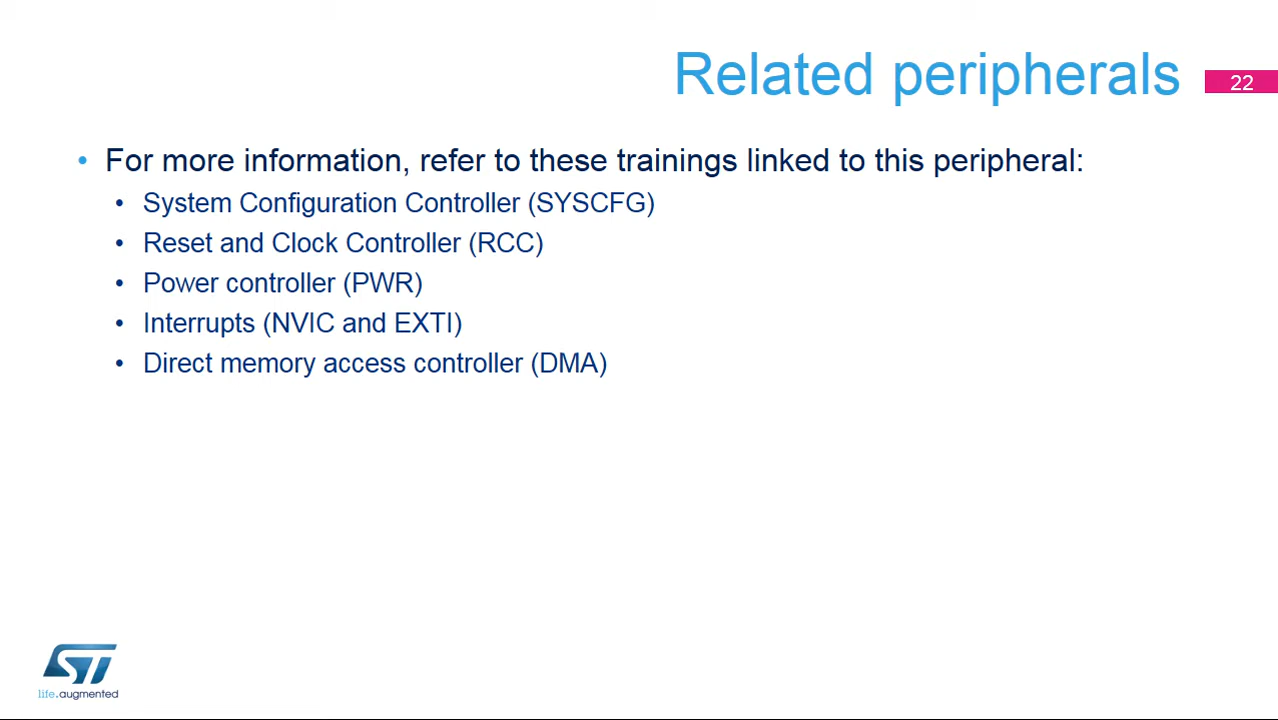 Related peripherals
22
• For more information, refer to these trainings linked to this peripheral:
• System Configuration Controller (SYSCFG)
• Reset and Clock Controller (RCC)
• Power controller (PWR)
• Interrupts (NVIC and EXTI)
• Direct memory access controller (DMA)
ST
life.augmented